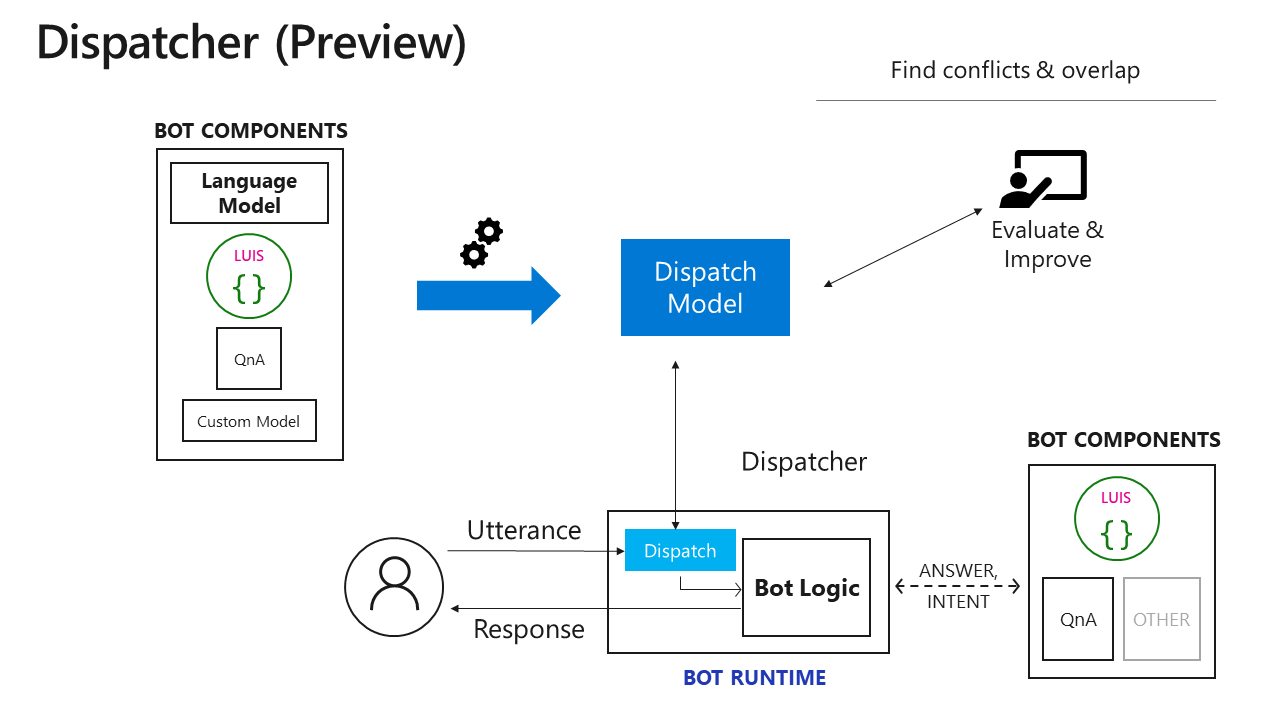 Dispatcher (Preview)
Find conflicts & overlap
BOT COMPONENTS
Language
Model
LUIS
{}
QnA
Custom Model
Dispatch
Model
Evaluate &
Improve
Dispatcher
Utterance
Response
Dispatch
Bot Logic
BOT RUNTIME
ANSWER,
INTENT
BOT COMPONENTS
LUIS
{}
QnA
OTHER